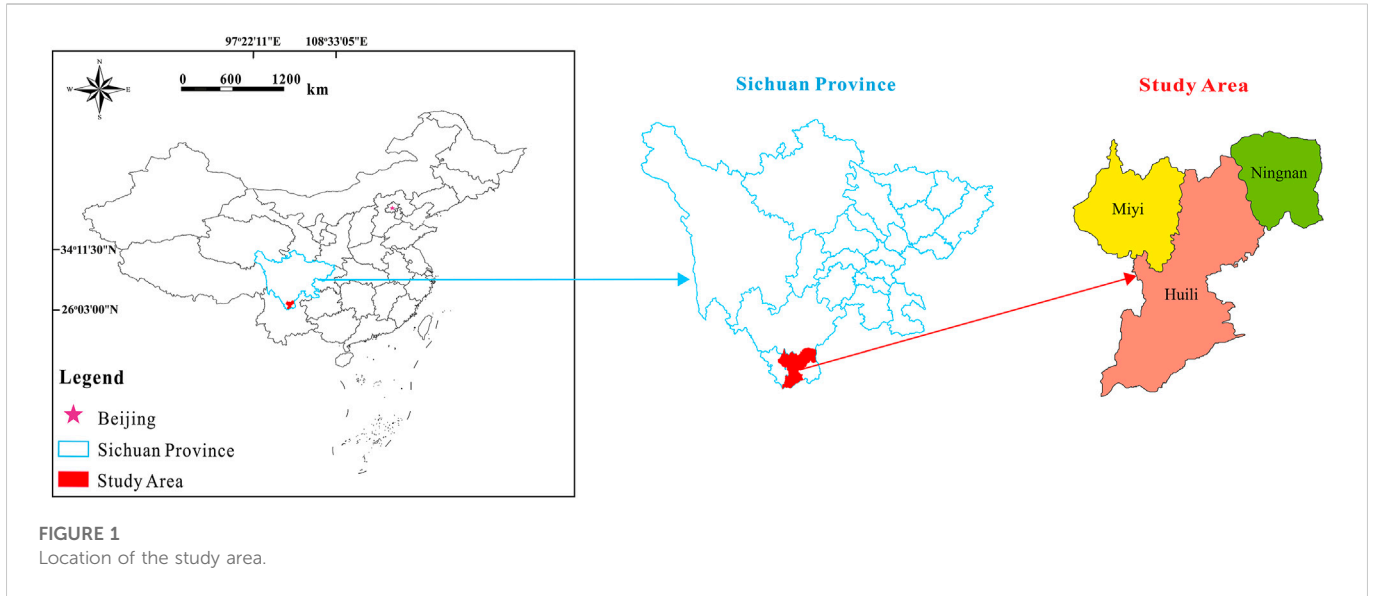 97°22'11"E 108°33'05"E
N
W E
S
0 600 1200
km
34°11'30"N
26°03'00"N
Legend
Beijing
Sichuan Province
Study Area
Sichuan Province
Study Area
Miyi
Ningnan
Huili
FIGURE 1
Location of the study area.